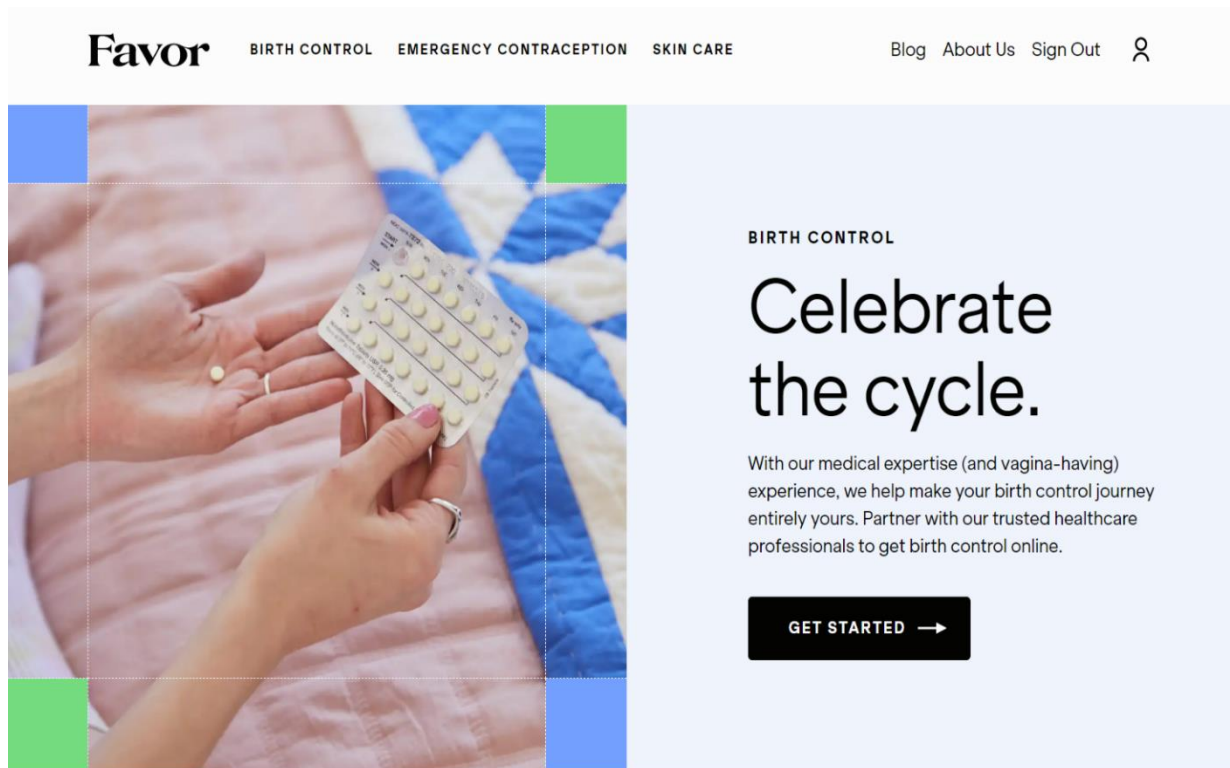 Favor
BIRTH CONTROL
EMERGENCY CONTRACEPTION
SKIN CARE
Blog
About Us
Sign Out
BIRTH CONTROL
Celebrate
the cycle.
With our medical expertise (and vagina-having)
experience, we help make your birth control journey
entirely yours. Partner with our trusted healthcare
professionals to get birth control online.
GET STARTED